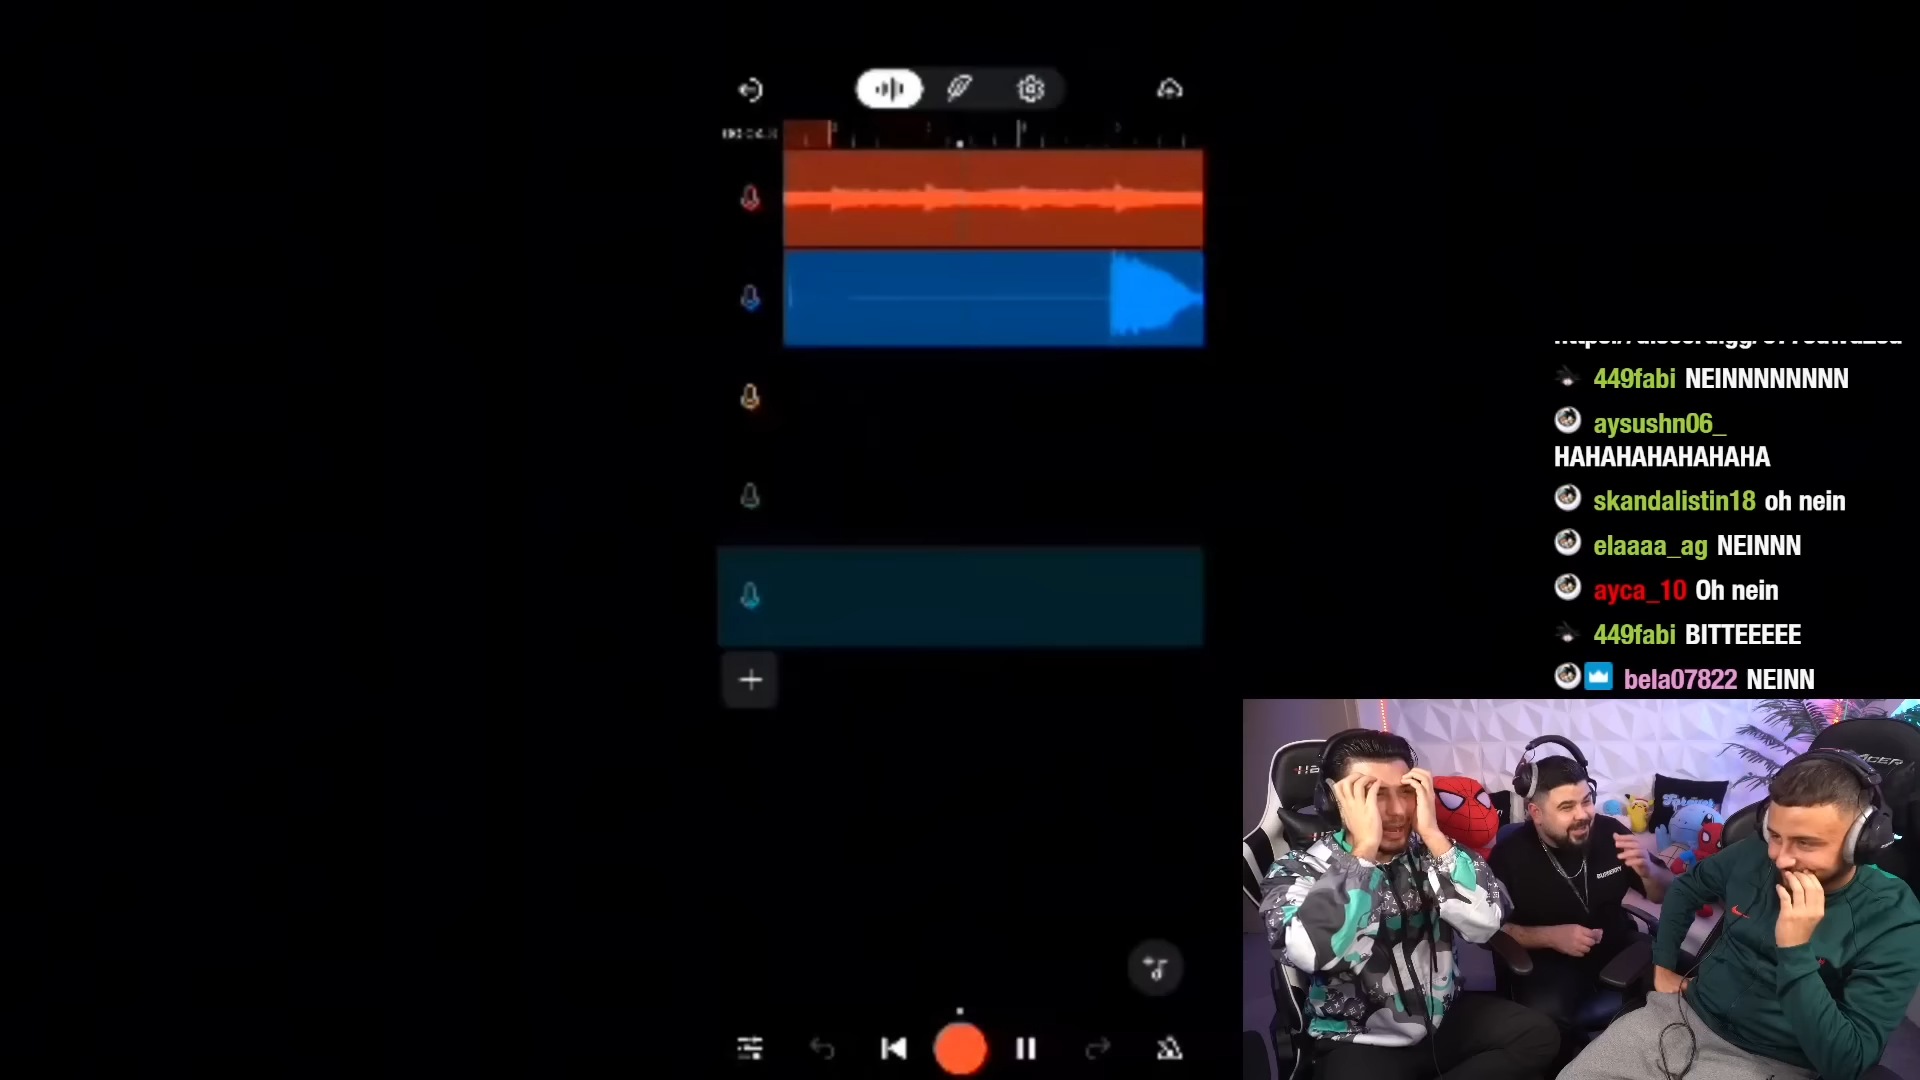 449fabi NEINNNNNNNN
aysushn06_
HAHAHAHAHAHAHA
skandalistin18 oh nein
elaaaa_ag NEINNN
ayca_10 Oh nein
449fabi BITTEEEEE
bela07822 NEINN